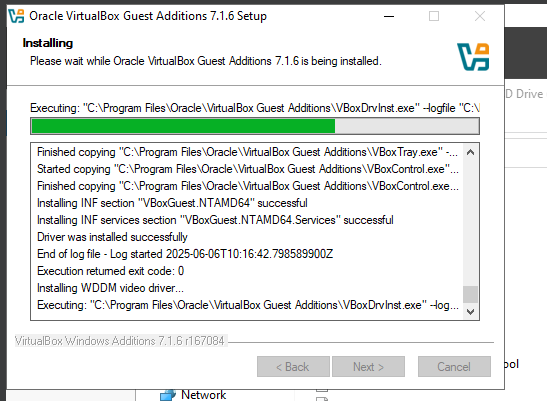 Oracle VirtualBox Guest Additions 7.1.6 Setup
Installing
Please wait while Oracle VirtualBox Guest Additions 7.1.6 is being installed.
D Drive
Executing: "C:\Program Files\Oracle\VirtualBox Guest Additions\VBoxDrvInst.exe" --logfile "C:\
Finished copying "C:\Program Files\Oracle\VirtualBox Guest Additions\VBoxTray.exe" -...
Started copying "C:\Program Files\Oracle\VirtualBox Guest Additions\VBoxControl.exe"...
Finished copying "C:\Program Files\Oracle\VirtualBox Guest Additions\VBoxControl.exe...
Installing INF section "VBoxGuest.NTAMD64" successful
Installing INF services section "VBoxGuest.NTAMD64.Services" successful
Driver was installed successfully
End of log file - Log started 2025-06-06T10:16:42.798589900Z
Execution returned exit code: 0
Installing WDDM video driver...
Executing: "C:\Program Files\Oracle\VirtualBox Guest Additions\VBoxDrvInst.exe" --log...
VirtualBox Windows Additions 7.1.6 r167084
< Back
Next >
Cancel
ool
Network